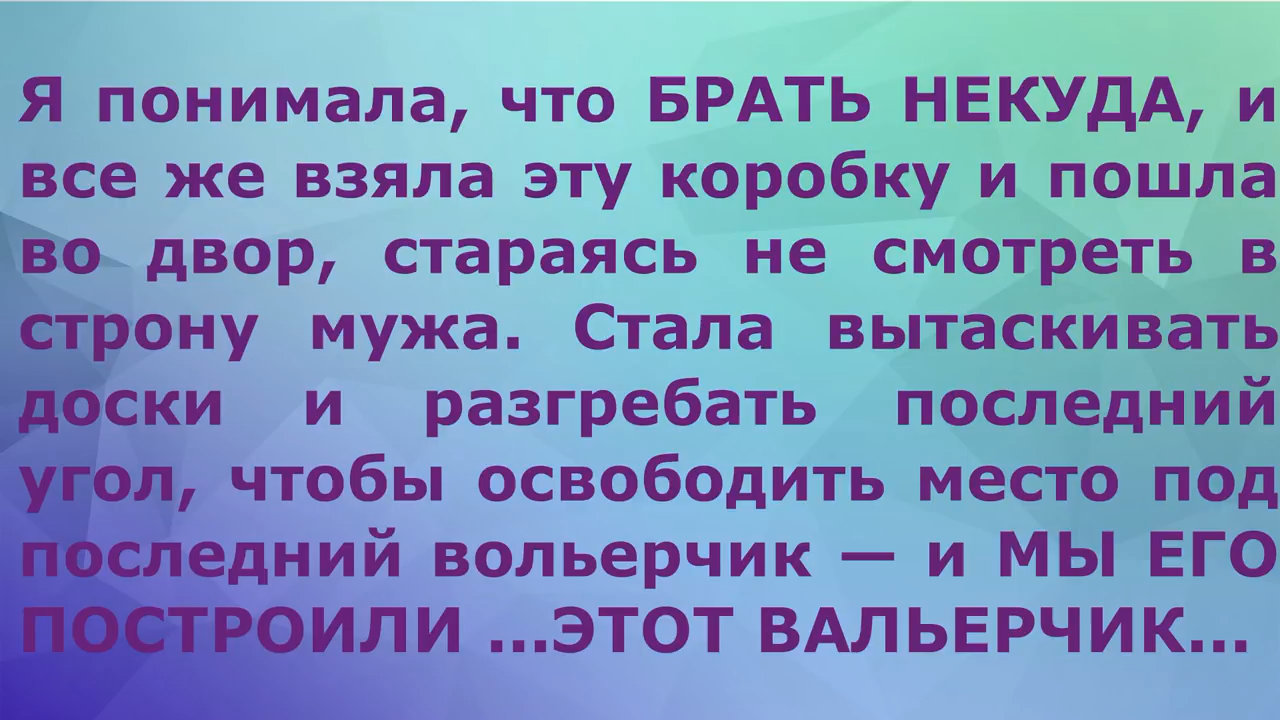 Я понимала, что БРАТЬ НЕКУДА, и
все же взяла эту коробку и пошла
во двор, стараясь не смотреть в
строну мужа. Стала вытаскивать
доски и разгребать последний
угол, чтобы освободить место под
последний вольерчик — и МЫ ЕГО
ПОСТРОИЛИ ...ЭТОТ ВАЛЬЕРЧИК...